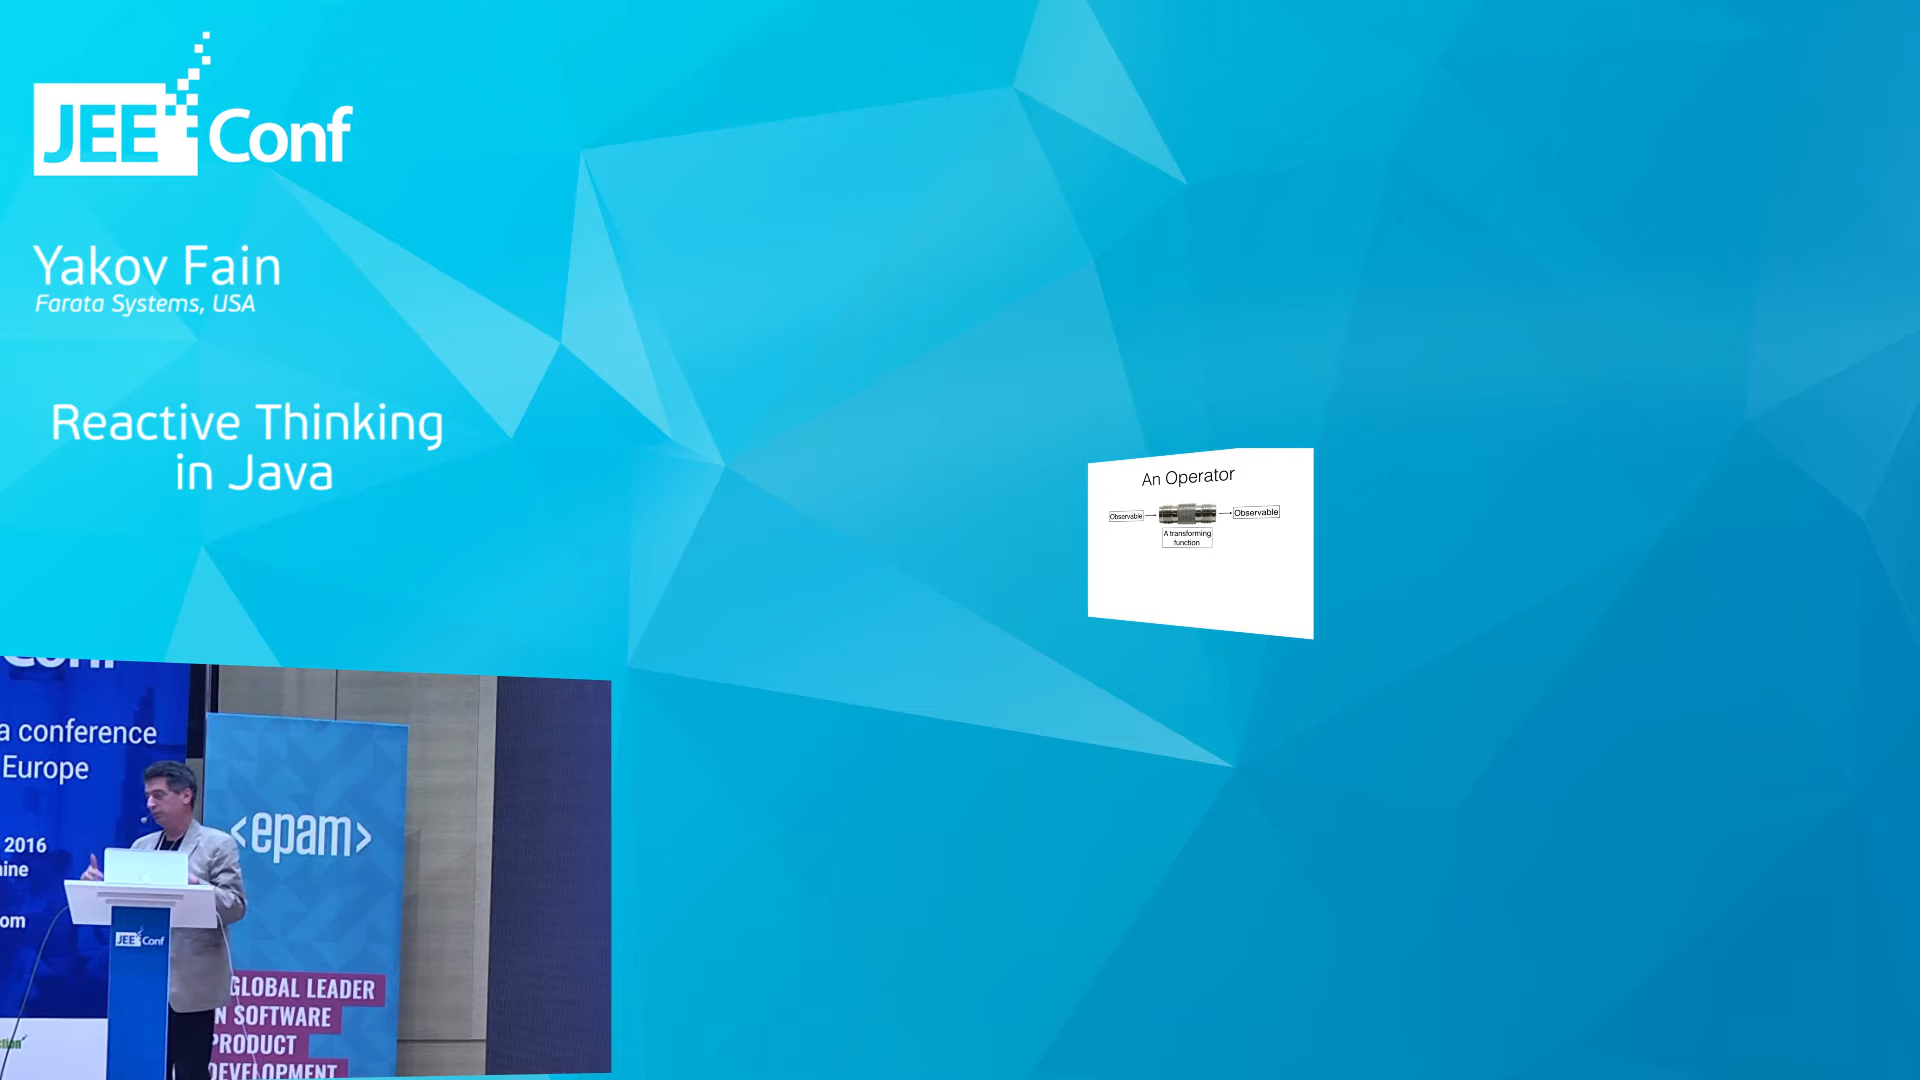 JEE Conf
Yakov Fain
Farata Systems, USA
Reactive Thinking
in Java
An Operator
Observable
Observable
A transforming
function
Conf
a conference
Europe
2016
om
<epam>
JEE Conf
GLOBAL LEADER
N SOFTWARE
PRODUCT
DEVELOPMENT